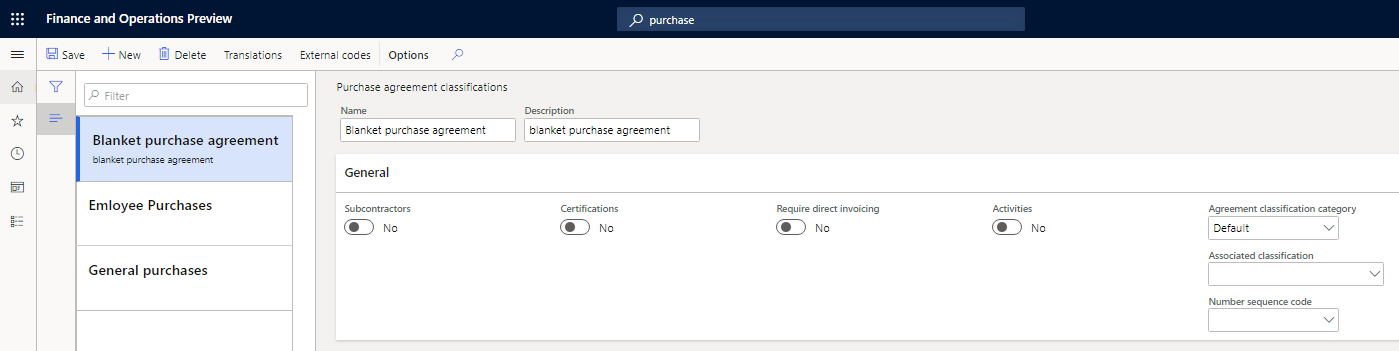 Finance and Operations Preview
purchase
Save New Delete Translations External codes Options
Filter
Blanket purchase agreement
blanket purchase agreement
Emloyee Purchases
General purchases
Purchase agreement classifications
Name Description
Blanket purchase agreement blanket purchase agreement
General
Subcontractors Certifications Require direct invoicing Activities Agreement classification category
No No No No Default
Associated classification
Number sequence code